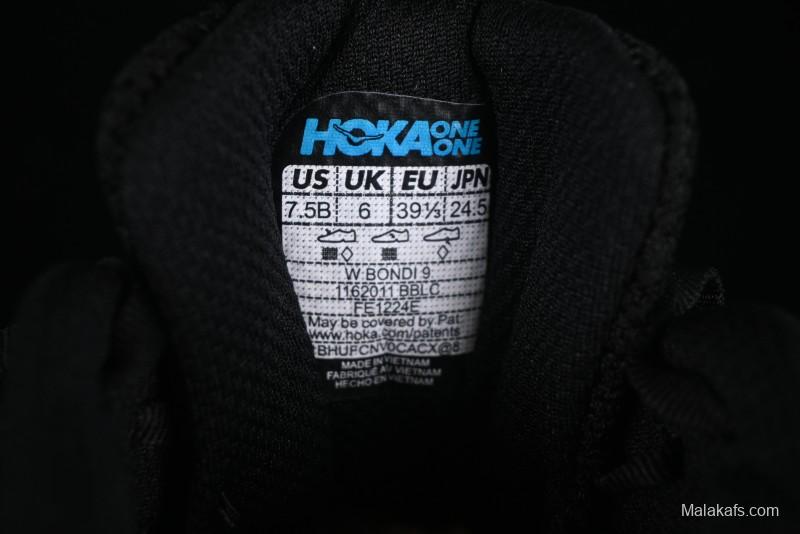 HOKA ONE ONE
US UK EU JPN
7.5B 6 39⅓ 24.5
W BONDI 9
1162011 BBLC
FE1224E
May be covered by Pat:
www.hoka.com/patents
*BHUFCNV0CACX@8
MADE IN VIETNAM
FABRIQUÉ AU VIETNAM
HECHO EN VIETNAM
Malakafs.com